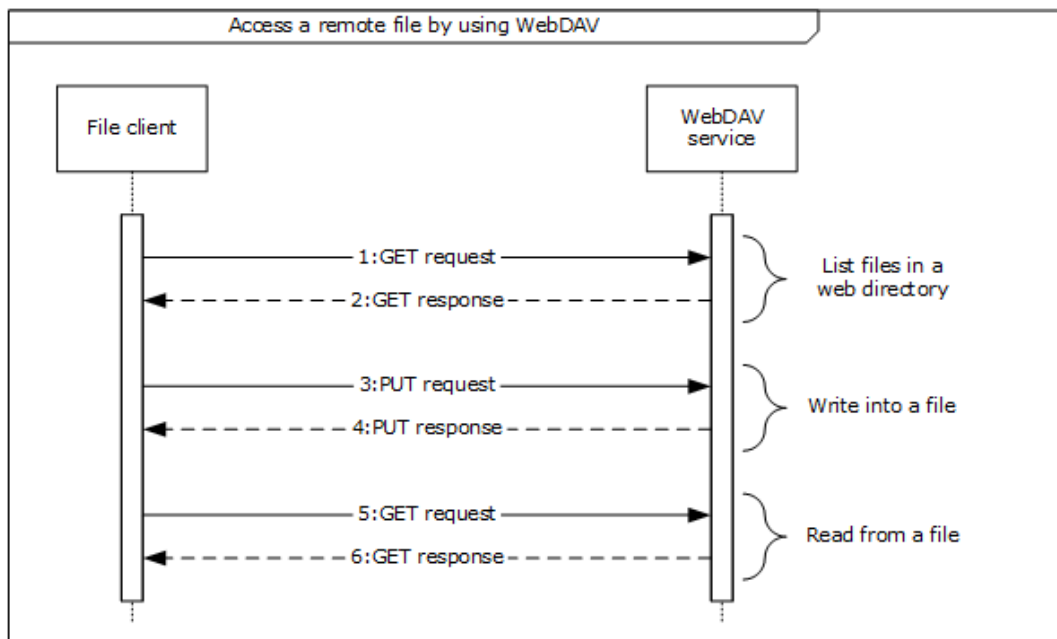 Access a remote file by using WebDAV
File client
WebDAV
service
1:GET request
2:GET response
List files in a
web directory
3:PUT request
4:PUT response
Write into a file
5:GET request
6:GET response
Read from a file